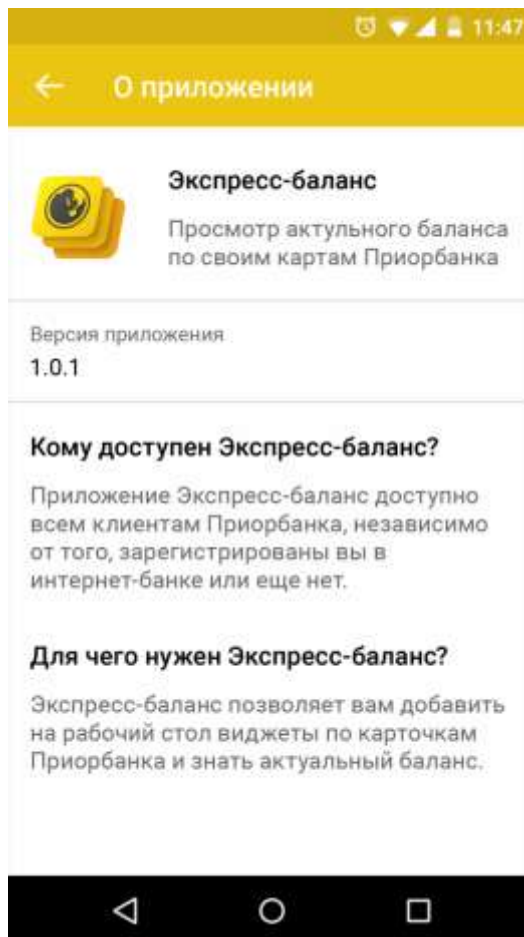 11:47
О приложении
Экспресс-баланс
Просмотр актульного баланса
по своим картам Приорбанка
Версия приложения
1.0.1
Кому доступен Экспресс-баланс?
Приложение Экспресс-баланс доступно
всем клиентам Приорбанка, независимо
от того, зарегистрированы вы в
интернет-банке или еще нет.
Для чего нужен Экспресс-баланс?
Экспресс-баланс позволяет вам добавить
на рабочий стол виджеты по карточкам
Приорбанка и знать актуальный баланс.